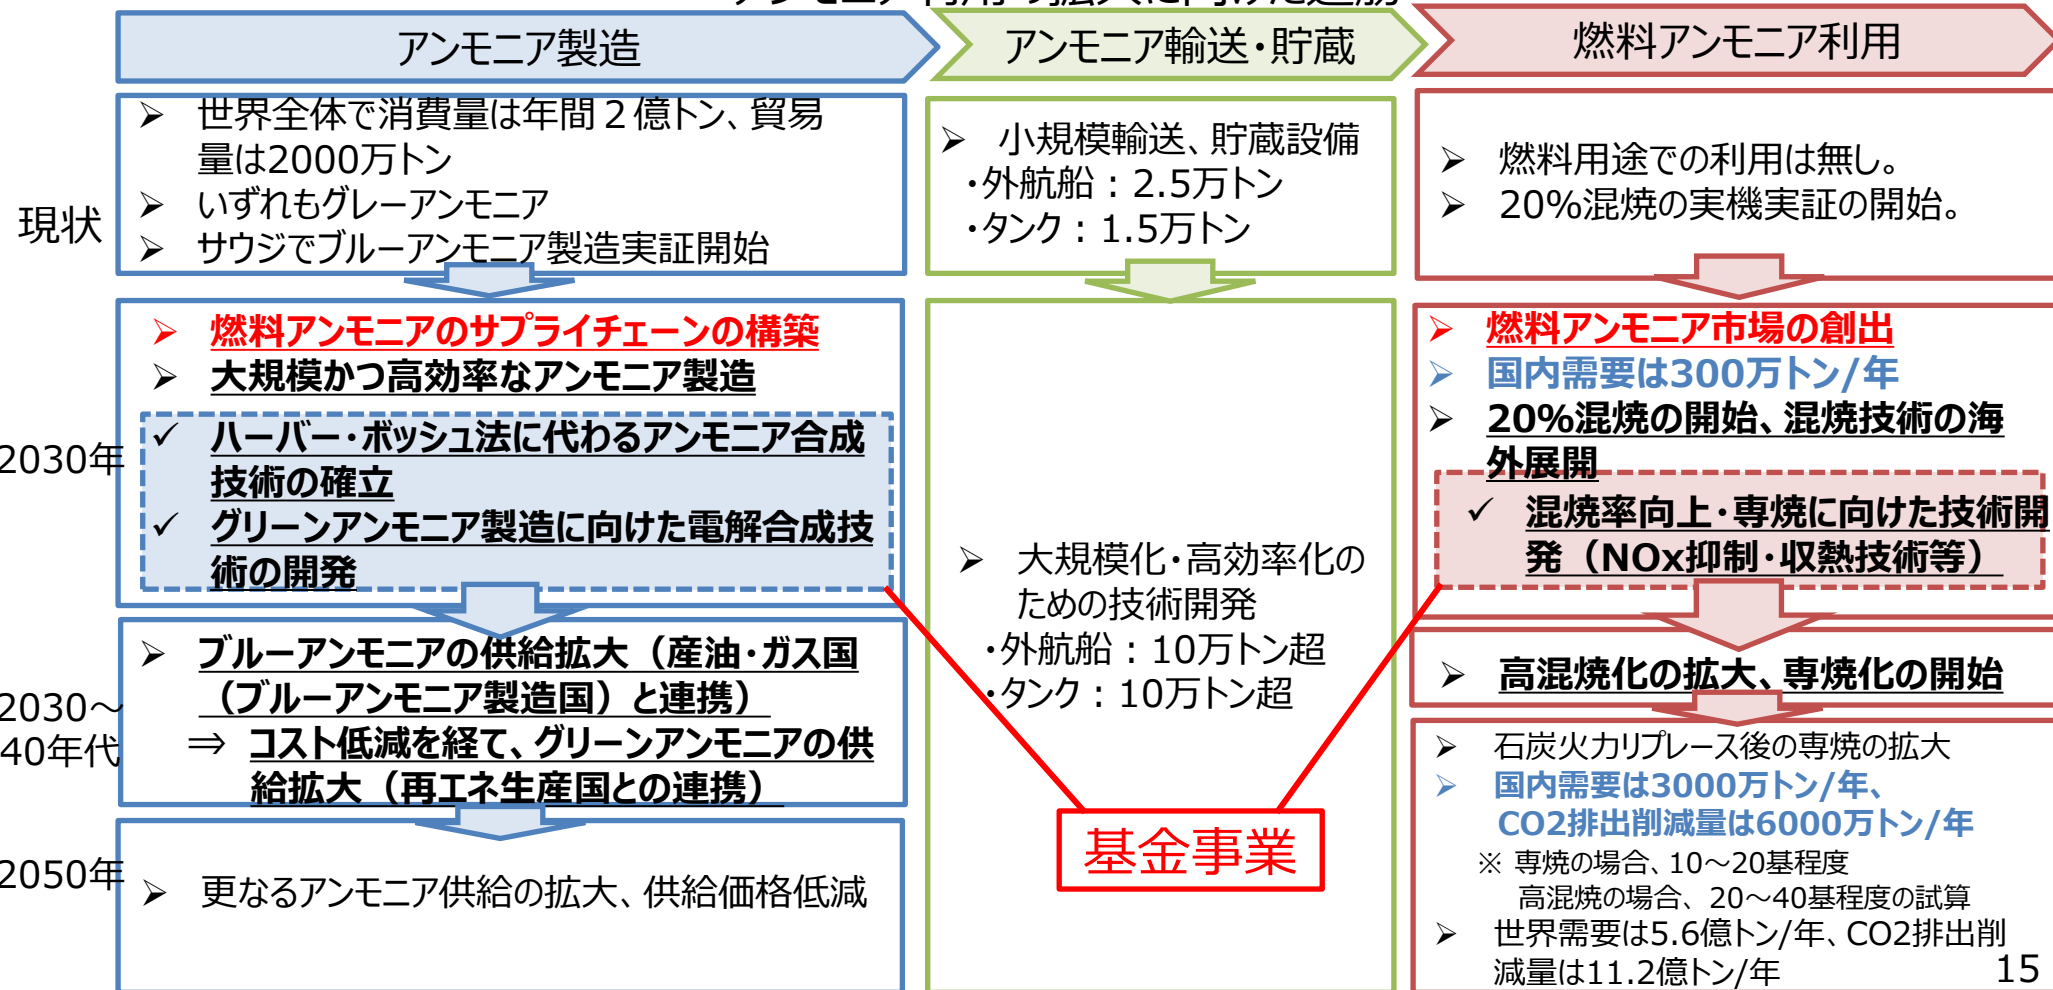 アンモニア製造
アンモニア輸送・貯蔵
燃料アンモニア利用
現状
➢ 世界全体で消費量は年間２億トン、貿易
量は2000万トン
➢ いずれもグレーアンモニア
➢ サウジでブルーアンモニア製造実証開始
➢ 小規模輸送、貯蔵設備
・外航船：2.5万トン
・タンク：1.5万トン
➢ 燃料用途での利用は無し。
➢ 20%混焼の実機実証の開始。
2030年
➢ 燃料アンモニアのサプライチェーンの構築
➢ 大規模かつ高効率なアンモニア製造
✓ ハーバー・ボッシュ法に代わるアンモニア合成
技術の確立
✓ グリーンアンモニア製造に向けた電解合成技
術の開発
➢ 大規模化・高効率化の
ための技術開発
・外航船：10万トン超
・タンク：10万トン超
➢ 燃料アンモニア市場の創出
➢ 国内需要は300万トン/年
➢ 20%混焼の開始、混焼技術の海
外展開
✓ 混焼率向上・専焼に向けた技術開
発（NOx抑制・収熱技術等）
2030～
40年代
➢ ブルーアンモニアの供給拡大（産油・ガス国
（ブルーアンモニア製造国）と連携）
⇒ コスト低減を経て、グリーンアンモニアの供
給拡大（再エネ生産国との連携）
➢ 高混焼化の拡大、専焼化の開始
基金事業
2050年
➢ 更なるアンモニア供給の拡大、供給価格低減
➢ 石炭火力リプレース後の専焼の拡大
➢ 国内需要は3000万トン/年、
CO2排出削減量は6000万トン/年
※ 専焼の場合、10～20基程度
高混焼の場合、20～40基程度の試算
➢ 世界需要は5.6億トン/年、CO2排出削
減量は11.2億トン/年
15